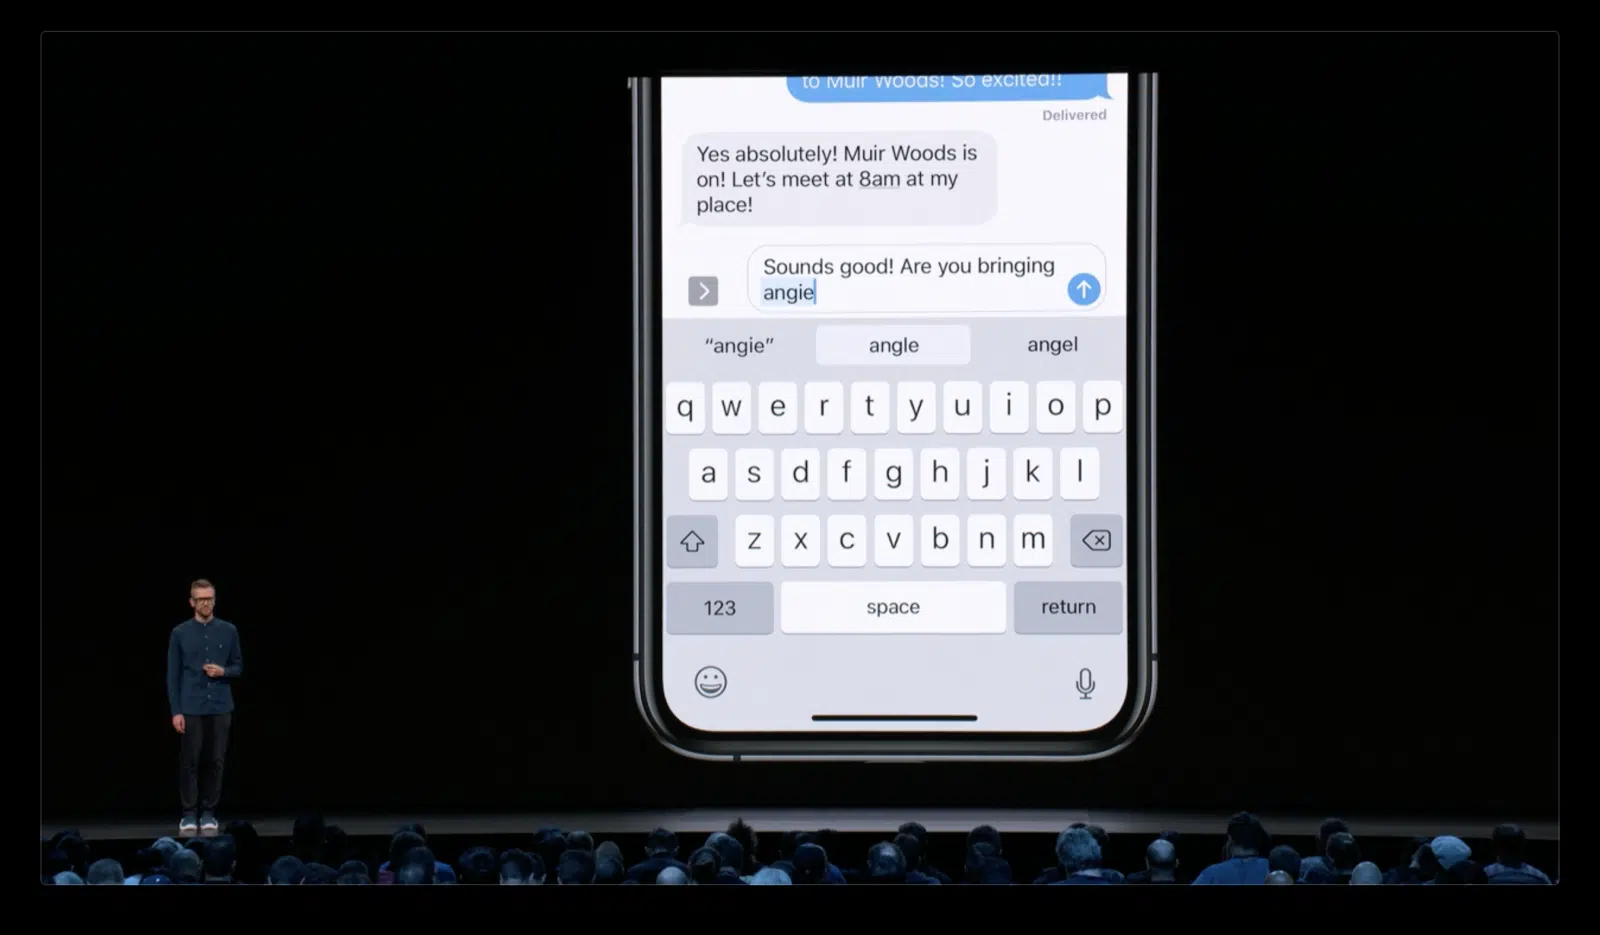 to Muir Woods! So excited!!
Delivered
Yes absolutely! Muir Woods is
on! Let’s meet at 8am at my
place!
Sounds good! Are you bringing
angie
“angie” angle angel
q w e r t y u i o p
a s d f g h j k l
z x c v b n m
123 space return